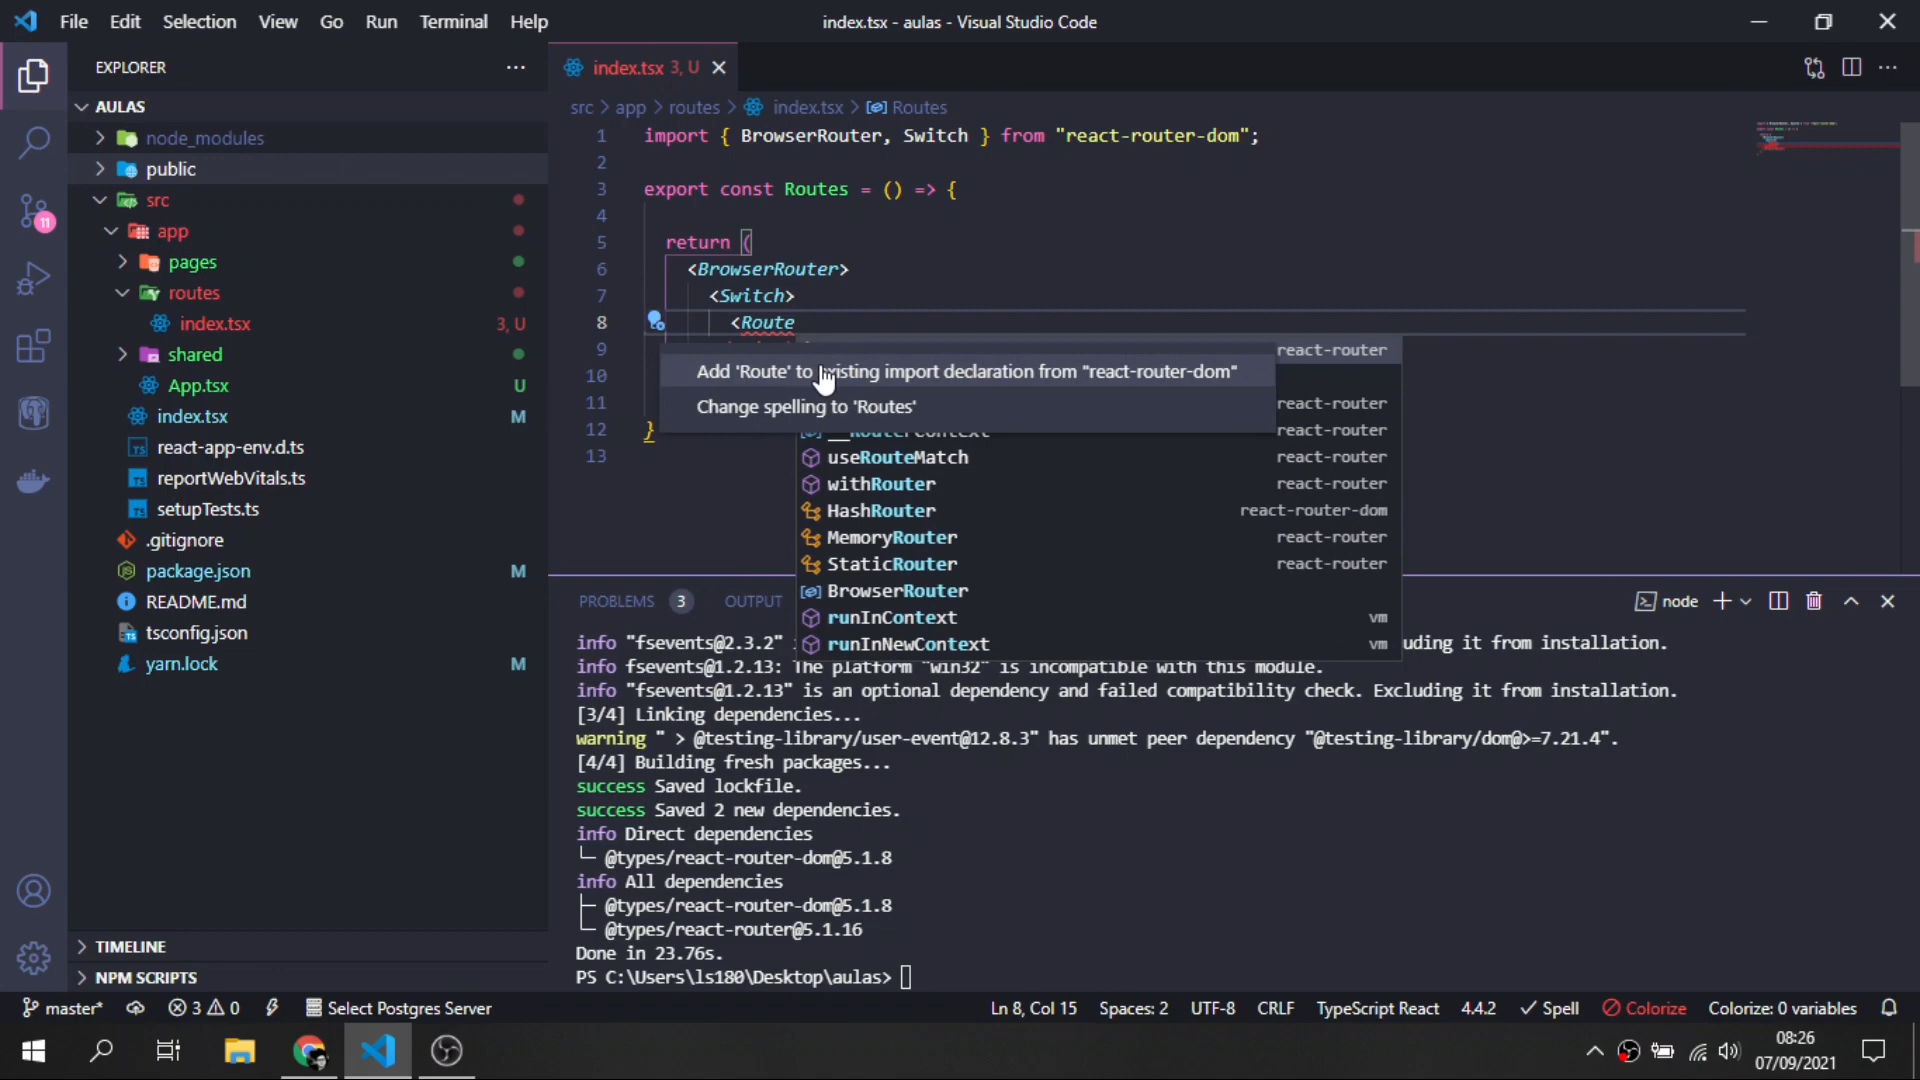 File Edit Selection View Go Run Terminal Help
index.tsx - aulas - Visual Studio Code
EXPLORER
AULAS
node_modules
public
src
app
pages
routes
index.tsx 3, U
shared
App.tsx U
index.tsx M
react-app-env.d.ts
reportWebVitals.ts
setupTests.ts
.gitignore
package.json M
README.md
tsconfig.json
yarn.lock M
TIMELINE
NPM SCRIPTS
11
index.tsx 3, U
src > app > routes > index.tsx > Routes
1 import { BrowserRouter, Switch } from "react-router-dom";
2
3 export const Routes = () => {
4
5 return (
6 <BrowserRouter>
7 <Switch>
8 <Route
9
10
11
12 }
13
Add 'Route' to existing import declaration from "react-router-dom"
Change spelling to 'Routes'
react-router
react-router
__RouterContext react-router
useRouteMatch react-router
withRouter react-router
HashRouter react-router-dom
MemoryRouter react-router
StaticRouter react-router
BrowserRouter
runInContext vm
runInNewContext vm
PROBLEMS 3 OUTPUT
node
info "fsevents@2.3.2" uding it from installation.
info fsevents@1.2.13: The platform "win32" is incompatible with this module.
info "fsevents@1.2.13" is an optional dependency and failed compatibility check. Excluding it from installation.
[3/4] Linking dependencies...
warning " > @testing-library/user-event@12.8.3" has unmet peer dependency "@testing-library/dom@>=7.21.4".
[4/4] Building fresh packages...
success Saved lockfile.
success Saved 2 new dependencies.
info Direct dependencies
└─ @types/react-router-dom@5.1.8
info All dependencies
├─ @types/react-router-dom@5.1.8
└─ @types/react-router@5.1.16
Done in 23.76s.
PS C:\Users\ls180\Desktop\aulas>
master* 3 0 Select Postgres Server
Ln 8, Col 15 Spaces: 2 UTF-8 CRLF TypeScript React 4.4.2 Spell Colorize Colorize: 0 variables
08:26
07/09/2021